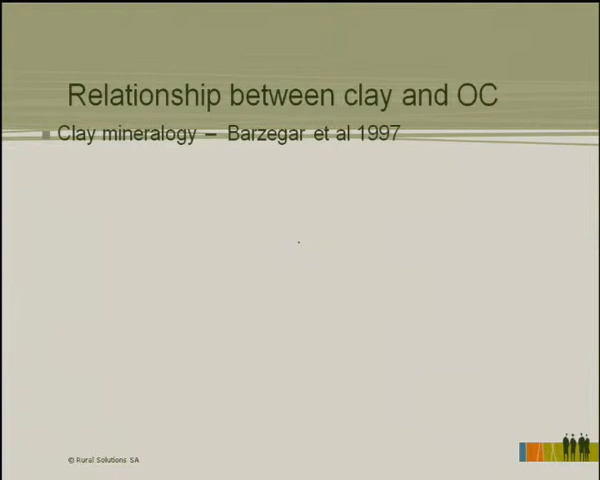 Relationship between clay and OC
Clay mineralogy – Barzegar et al 1997
© Rural Solutions SA